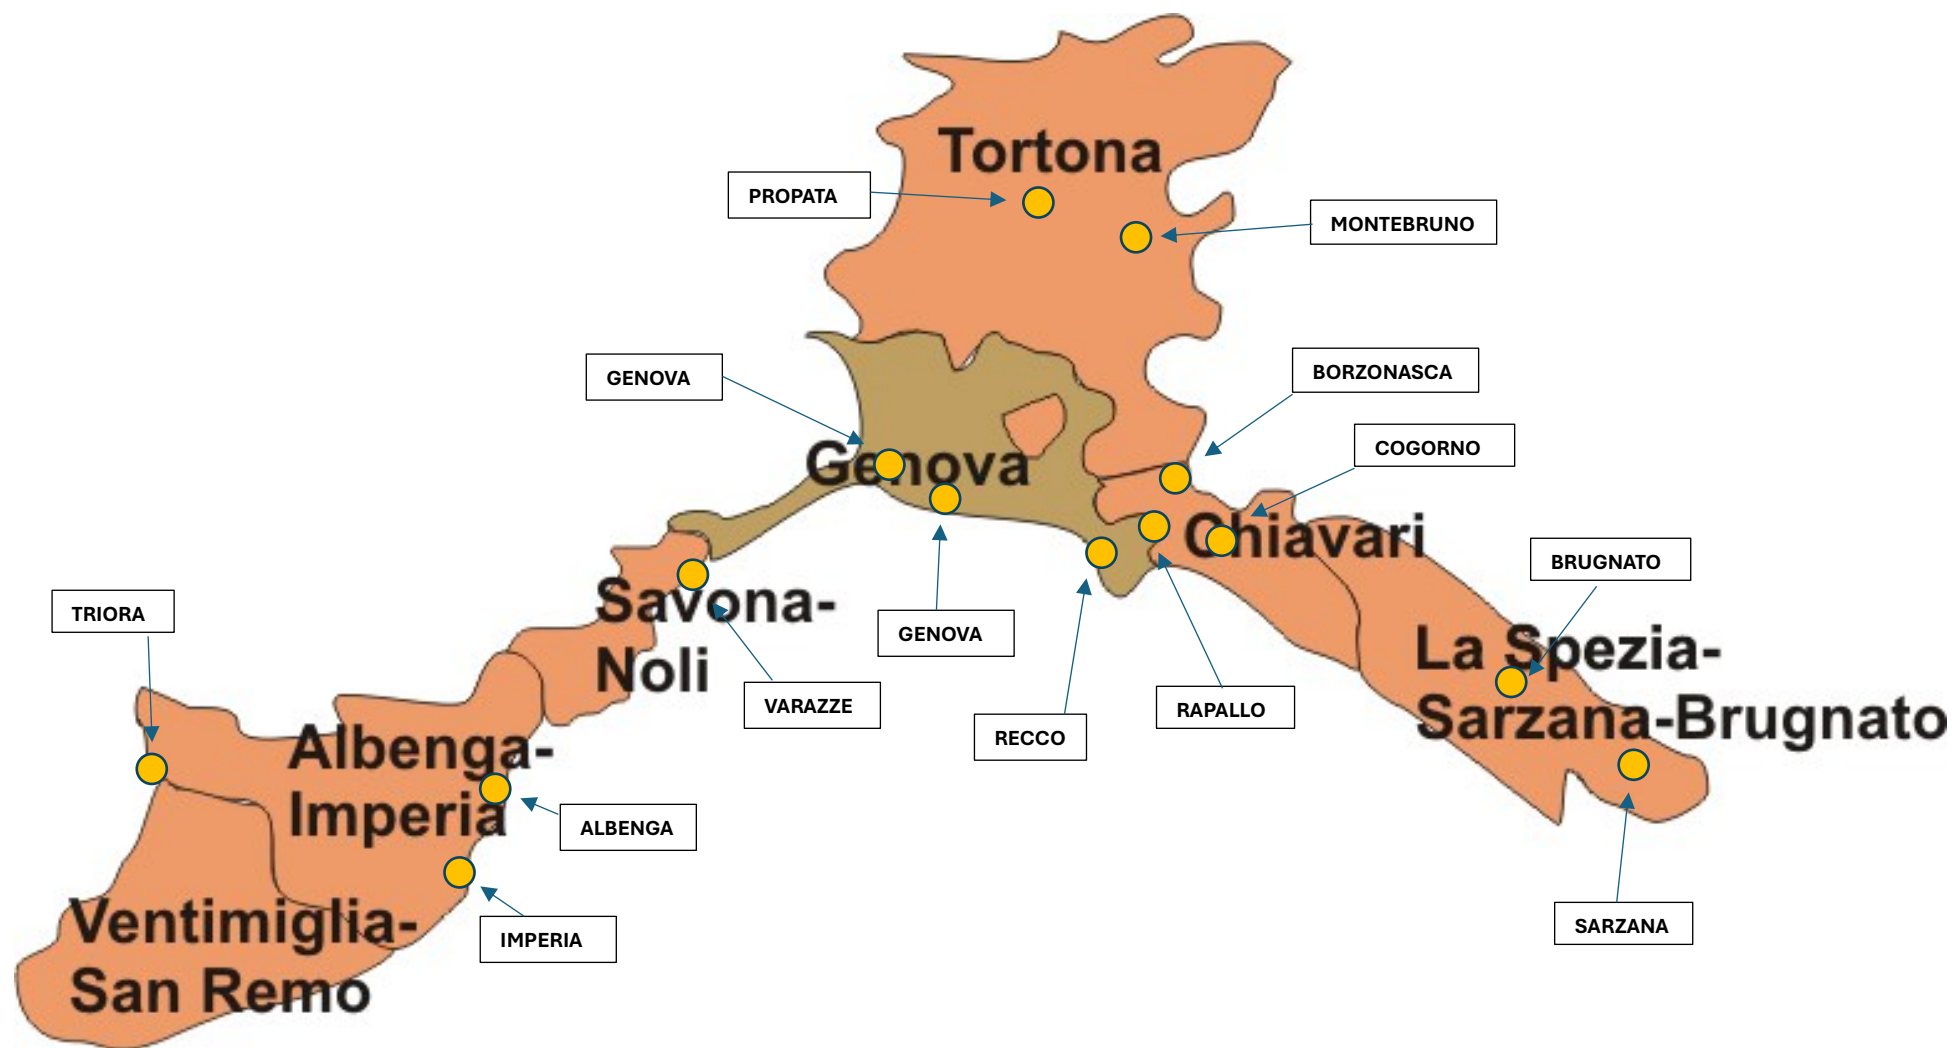 Tortona
PROPATA
MONTEBRUNO
GENOVA
BORZONASCA
COGORNO
Genova
Chiavari
BRUGNATO
TRIORA
Savona-
Noli
GENOVA
La Spezia-
Sarzana-Brugnato
VARAZZE
RAPALLO
RECCO
Albenga-
Imperia
ALBENGA
Ventimiglia-
San Remo
IMPERIA
SARZANA